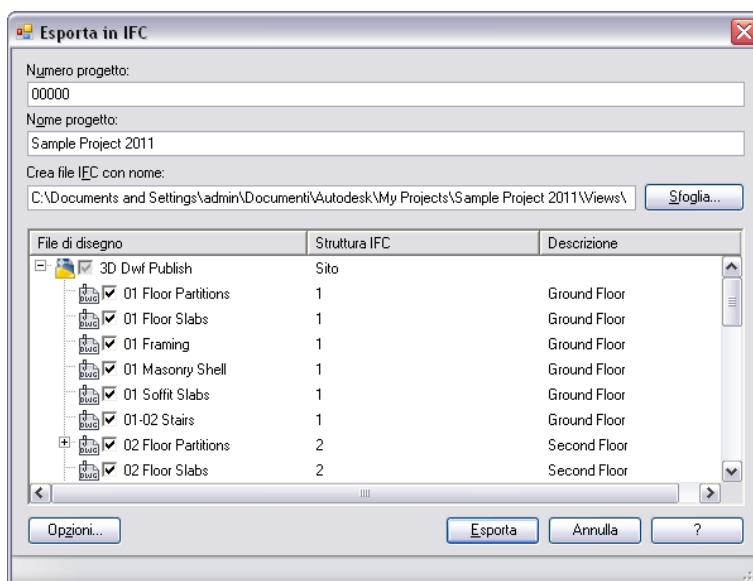 Esporta in IFC
Numero progetto:
00000
Nome progetto:
Sample Project 2011
Crea file IFC con nome:
C:\Documents and Settings\admin\Documenti\Autodesk\My Projects\Sample Project 2011\Views\ Sfoglia...
File di disegno Struttura IFC Descrizione
3D Dwf Publish Sito
01 Floor Partitions 1 Ground Floor
01 Floor Slabs 1 Ground Floor
01 Framing 1 Ground Floor
01 Masonry Shell 1 Ground Floor
01 Soffit Slabs 1 Ground Floor
01-02 Stairs 1 Ground Floor
02 Floor Partitions 2 Second Floor
02 Floor Slabs 2 Second Floor
Opzioni... Esporta Annulla ?